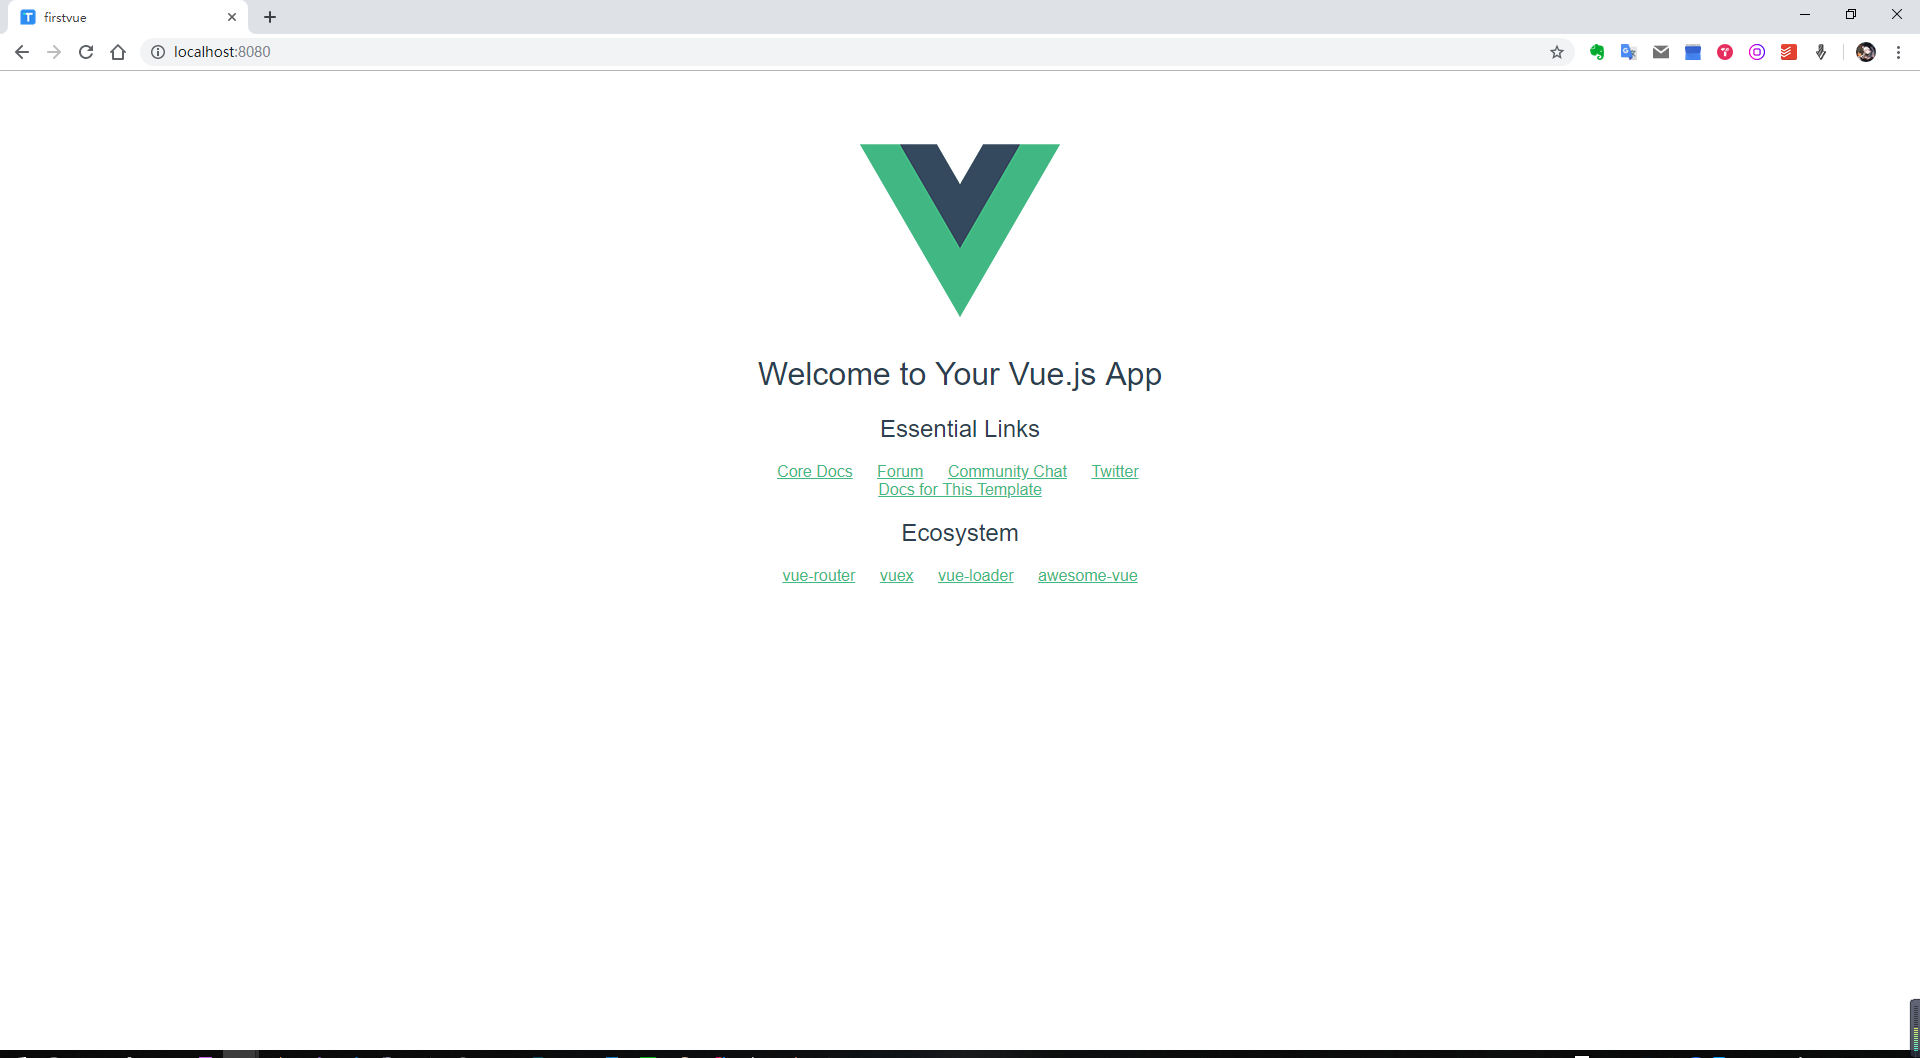 firstvue
localhost:8080
Welcome to Your Vue.js App
Essential Links
Core Docs Forum Community Chat Twitter
Docs for This Template
Ecosystem
vue-router vuex vue-loader awesome-vue